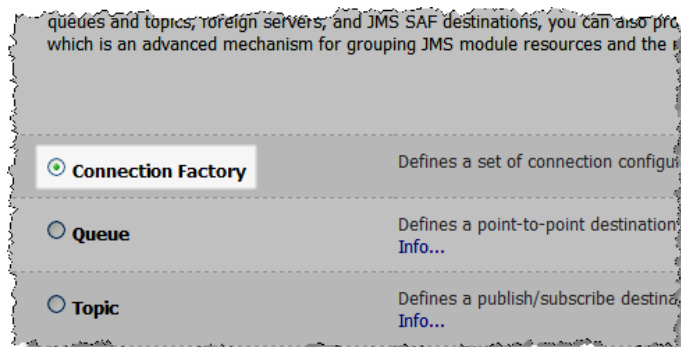 queues and topics, foreign servers, and JMS SAF destinations, you can also
which is an advanced mechanism for grouping JMS module resources and the
Connection Factory Defines a set of connection
Queue Defines a point-to-point destination
Info...
Topic Defines a publish/subscribe
Info...